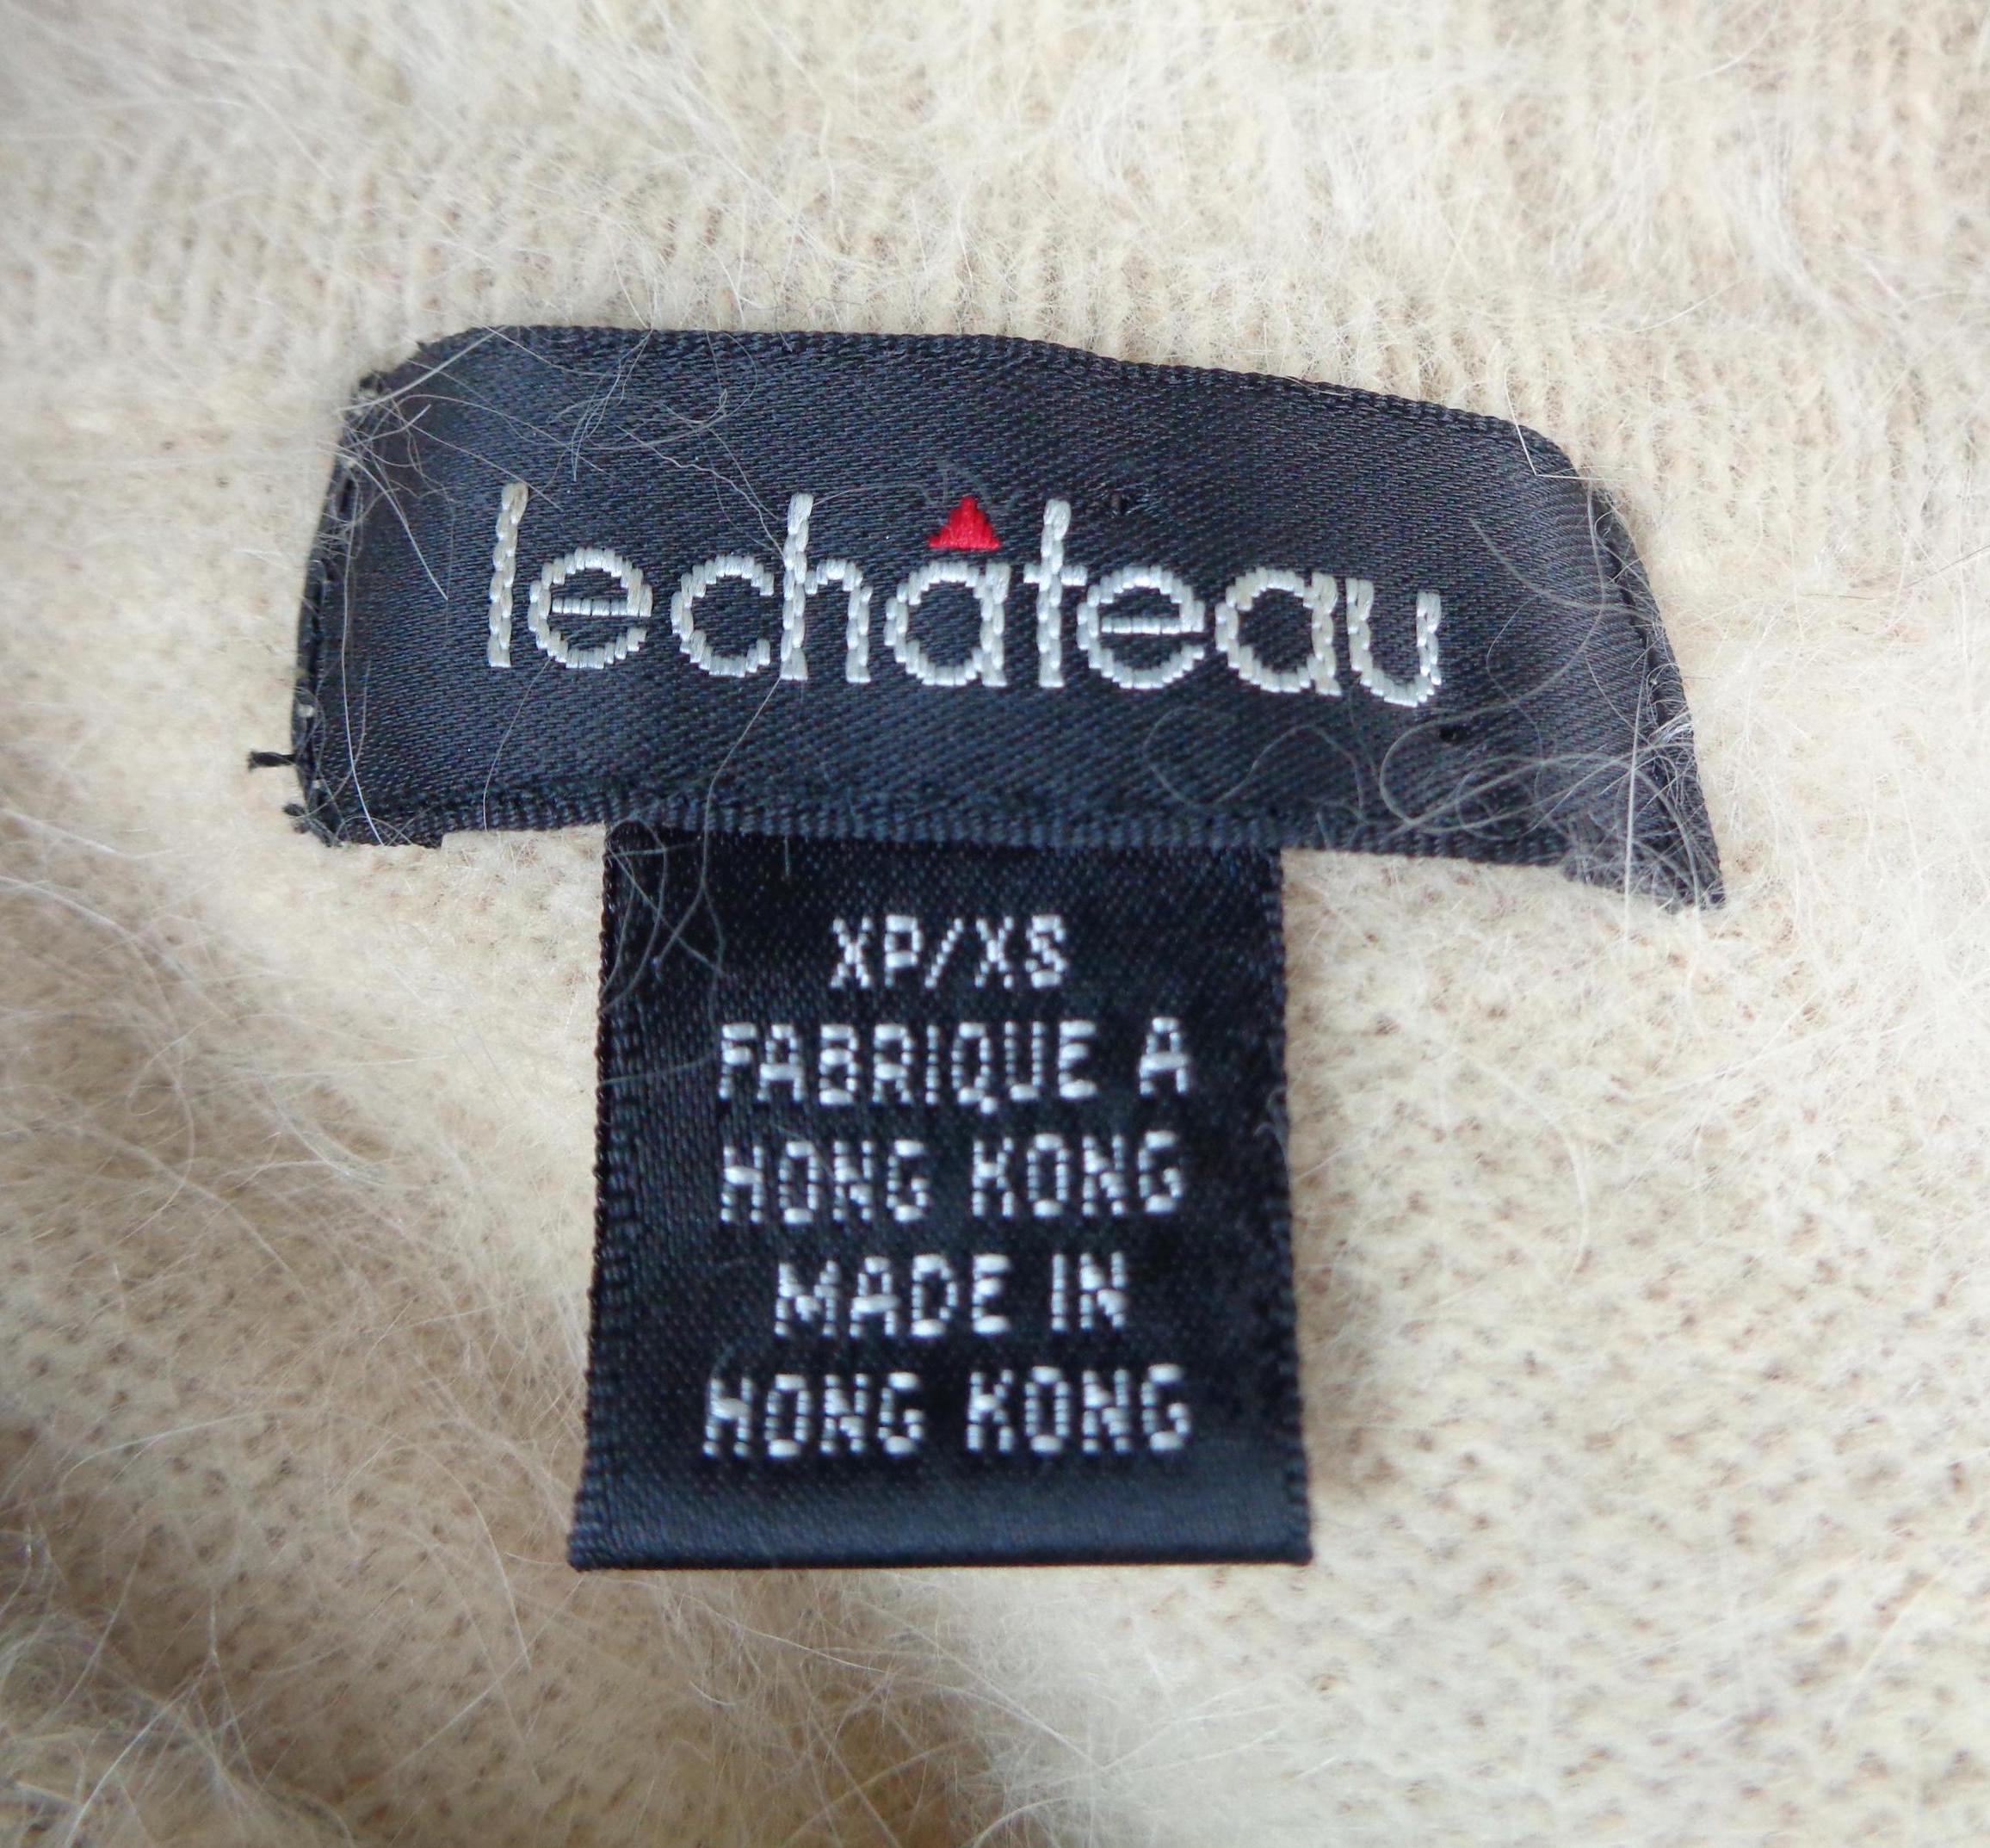 lechâteau
XP/XS
FABRIQUE A
HONG KONG
MADE IN
HONG KONG